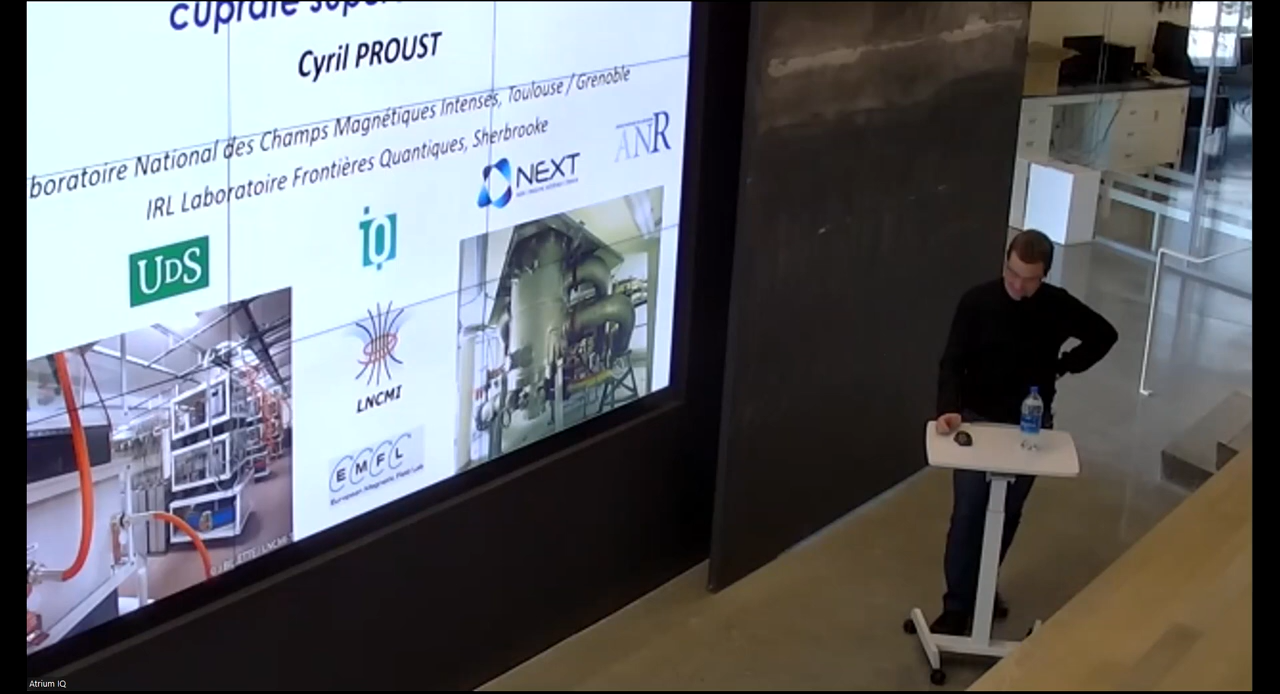 cuprate super
Cyril PROUST
boratoire National des Champs Magnétiques Intenses, Toulouse / Grenoble
IRL Laboratoire Frontières Quantiques, Sherbrooke
NEXT
ANR
UDS
iQ
LNCMI
EMFL
European Magnetic Field Lab
Atrium IQ